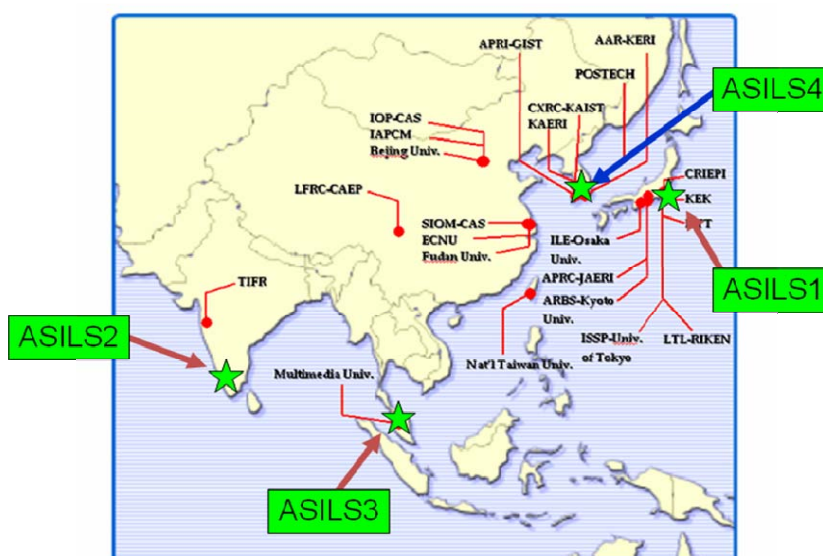 APRI-GIST
AAR-KERI
POSTECH
ASILS4
CXRC-KAIST
KAERI
IOP-CAS
IAPCM
Beijing Univ.
CRIEPI
LFRC-CAEP
KEK
SIOM-CAS
ECNU
Fudan Univ.
ILE-Osaka
Univ.
TIFR
APRC-JAERI
ASILS1
ARBS-Kyoto
Univ.
ASILS2
ISSP-Univ.
of Tokyo
LTL-RIKEN
Nat'l Taiwan Univ.
Multimedia Univ.
ASILS3